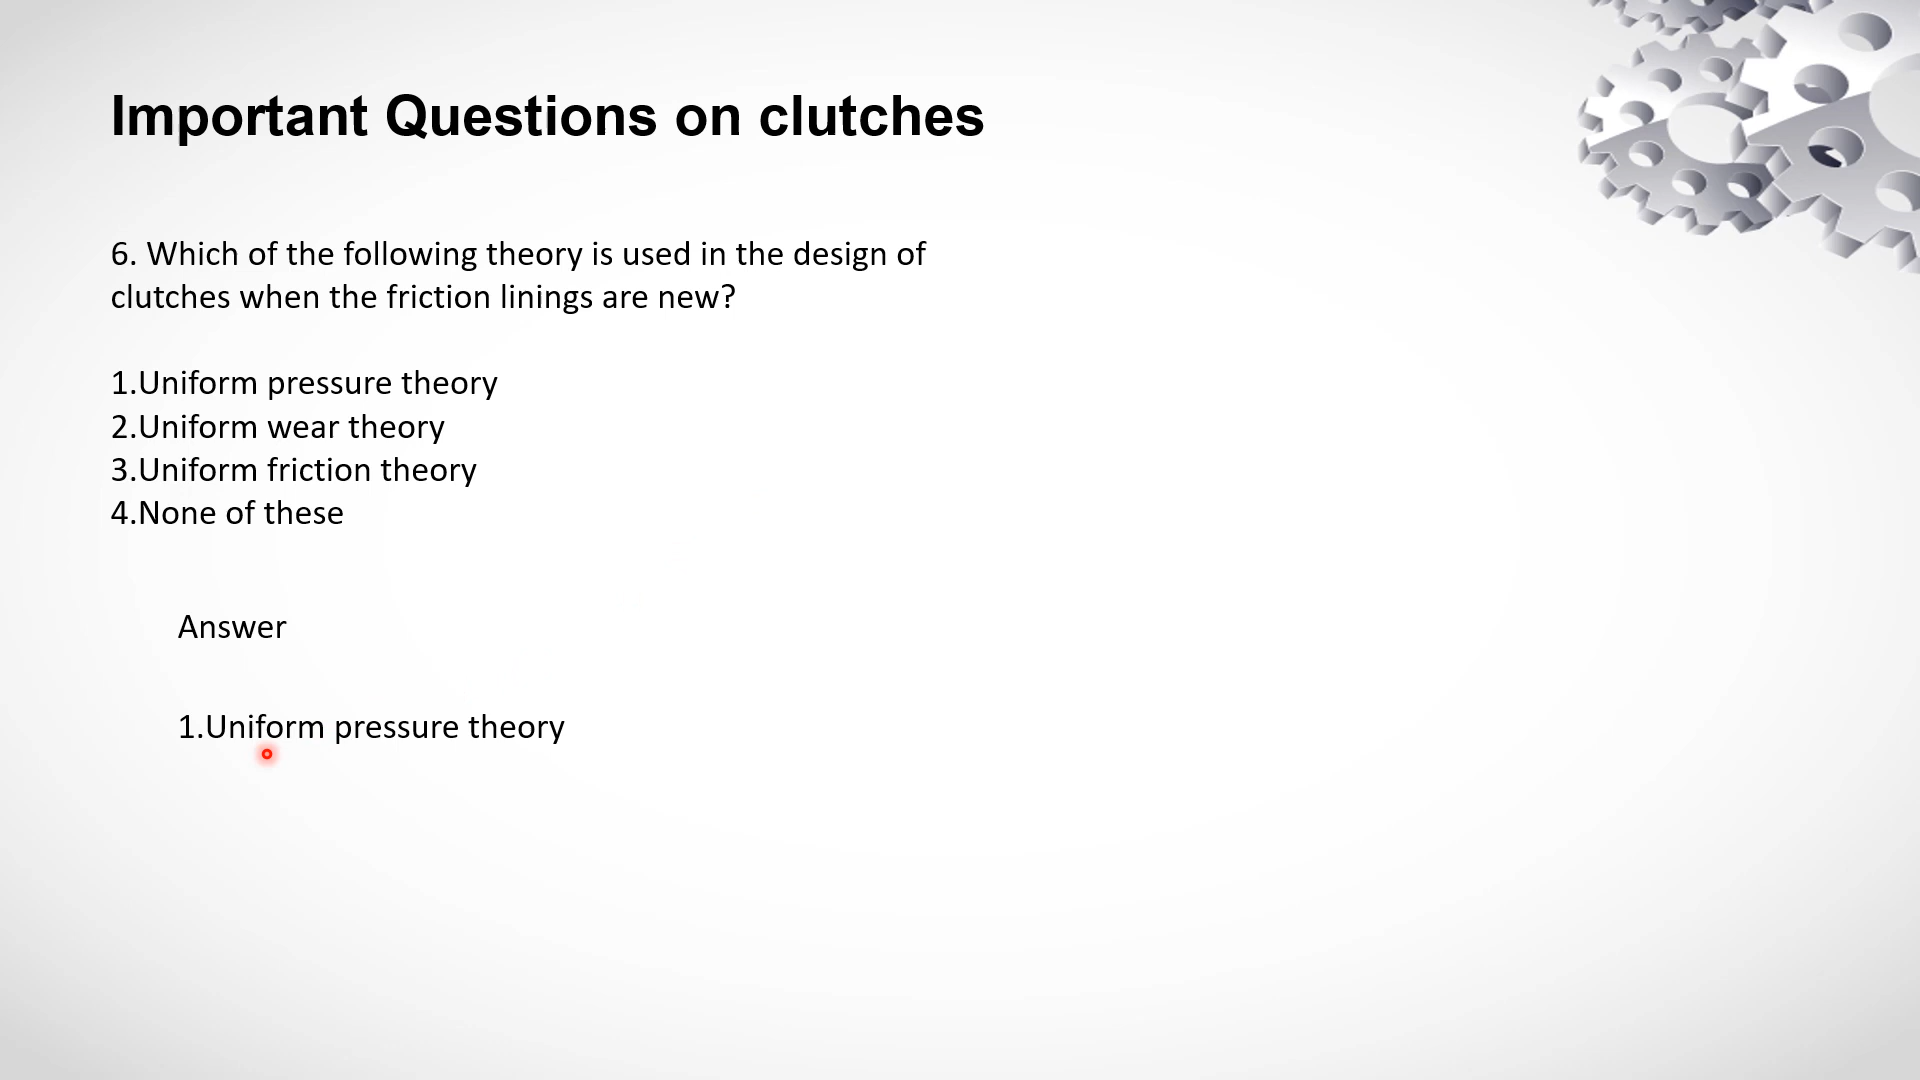 Important Questions on clutches
6. Which of the following theory is used in the design of
clutches when the friction linings are new?
1.Uniform pressure theory
2.Uniform wear theory
3.Uniform friction theory
4.None of these
Answer
1.Uniform pressure theory